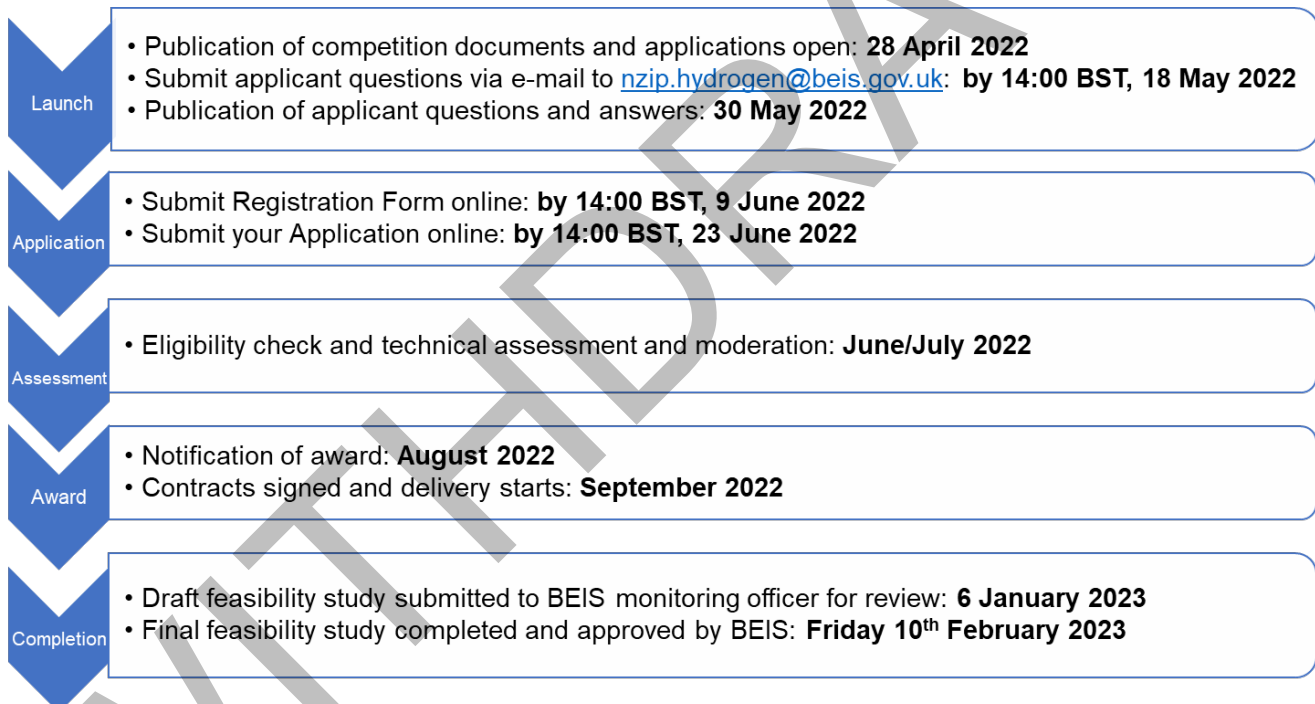 Launch
• Publication of competition documents and applications open: 28 April 2022
• Submit applicant questions via e-mail to nzip.hydrogen@beis.gov.uk: by 14:00 BST, 18 May 2022
• Publication of applicant questions and answers: 30 May 2022
Application
• Submit Registration Form online: by 14:00 BST, 9 June 2022
• Submit your Application online: by 14:00 BST, 23 June 2022
Assessment
• Eligibility check and technical assessment and moderation: June/July 2022
Award
• Notification of award: August 2022
• Contracts signed and delivery starts: September 2022
Completion
• Draft feasibility study submitted to BEIS monitoring officer for review: 6 January 2023
• Final feasibility study completed and approved by BEIS: Friday 10th February 2023
ITHDRA